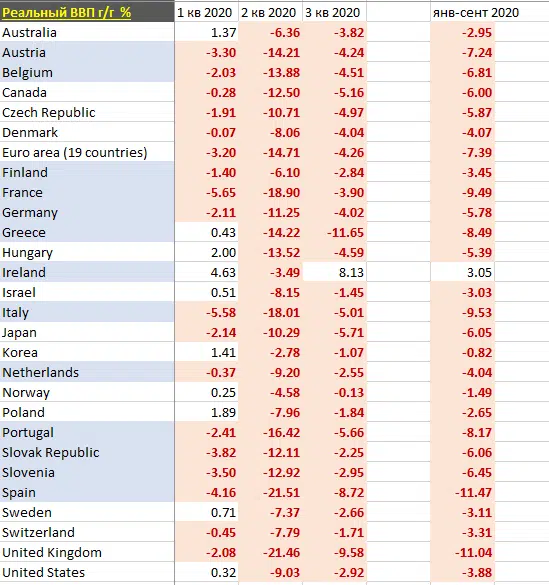 Реальный ВВП г/г % 1 кв 2020 2 кв 2020 3 кв 2020 янв-сент 2020
Australia 1.37 -6.36 -3.82 -2.95
Austria -3.30 -14.21 -4.24 -7.24
Belgium -2.03 -13.88 -4.51 -6.81
Canada -0.28 -12.50 -5.16 -6.00
Czech Republic -1.91 -10.71 -4.97 -5.87
Denmark -0.07 -8.06 -4.04 -4.07
Euro area (19 countries) -3.20 -14.71 -4.26 -7.39
Finland -1.40 -6.10 -2.84 -3.45
France -5.65 -18.90 -3.90 -9.49
Germany -2.11 -11.25 -4.02 -5.78
Greece 0.43 -14.22 -11.65 -8.49
Hungary 2.00 -13.52 -4.59 -5.39
Ireland 4.63 -3.49 8.13 3.05
Israel 0.51 -8.15 -1.45 -3.03
Italy -5.58 -18.01 -5.01 -9.53
Japan -2.14 -10.29 -5.71 -6.05
Korea 1.41 -2.78 -1.07 -0.82
Netherlands -0.37 -9.20 -2.55 -4.04
Norway 0.25 -4.58 -0.13 -1.49
Poland 1.89 -7.96 -1.84 -2.65
Portugal -2.41 -16.42 -5.66 -8.17
Slovak Republic -3.82 -12.11 -2.25 -6.06
Slovenia -3.50 -12.92 -2.95 -6.45
Spain -4.16 -21.51 -8.72 -11.47
Sweden 0.71 -7.37 -2.66 -3.11
Switzerland -0.45 -7.79 -1.71 -3.31
United Kingdom -2.08 -21.46 -9.58 -11.04
United States 0.32 -9.03 -2.92 -3.88